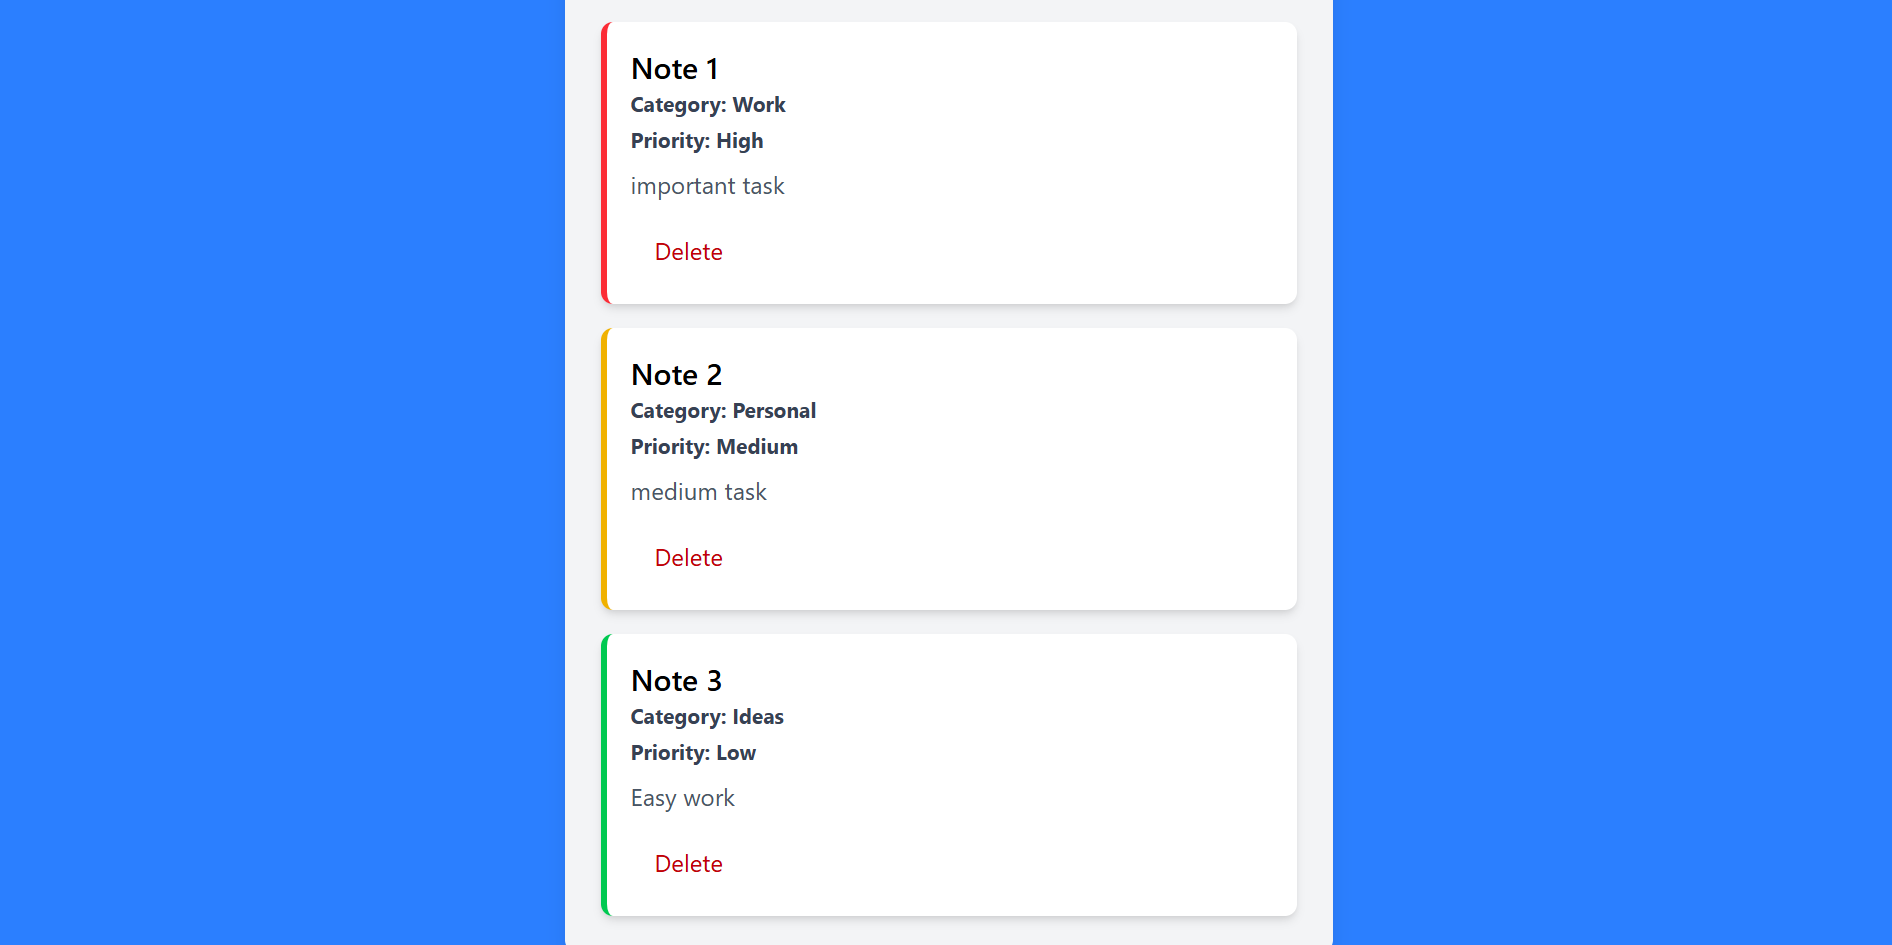 Note 1
Category: Work
Priority: High
important task
Delete
Note 2
Category: Personal
Priority: Medium
medium task
Delete
Note 3
Category: Ideas
Priority: Low
Easy work
Delete